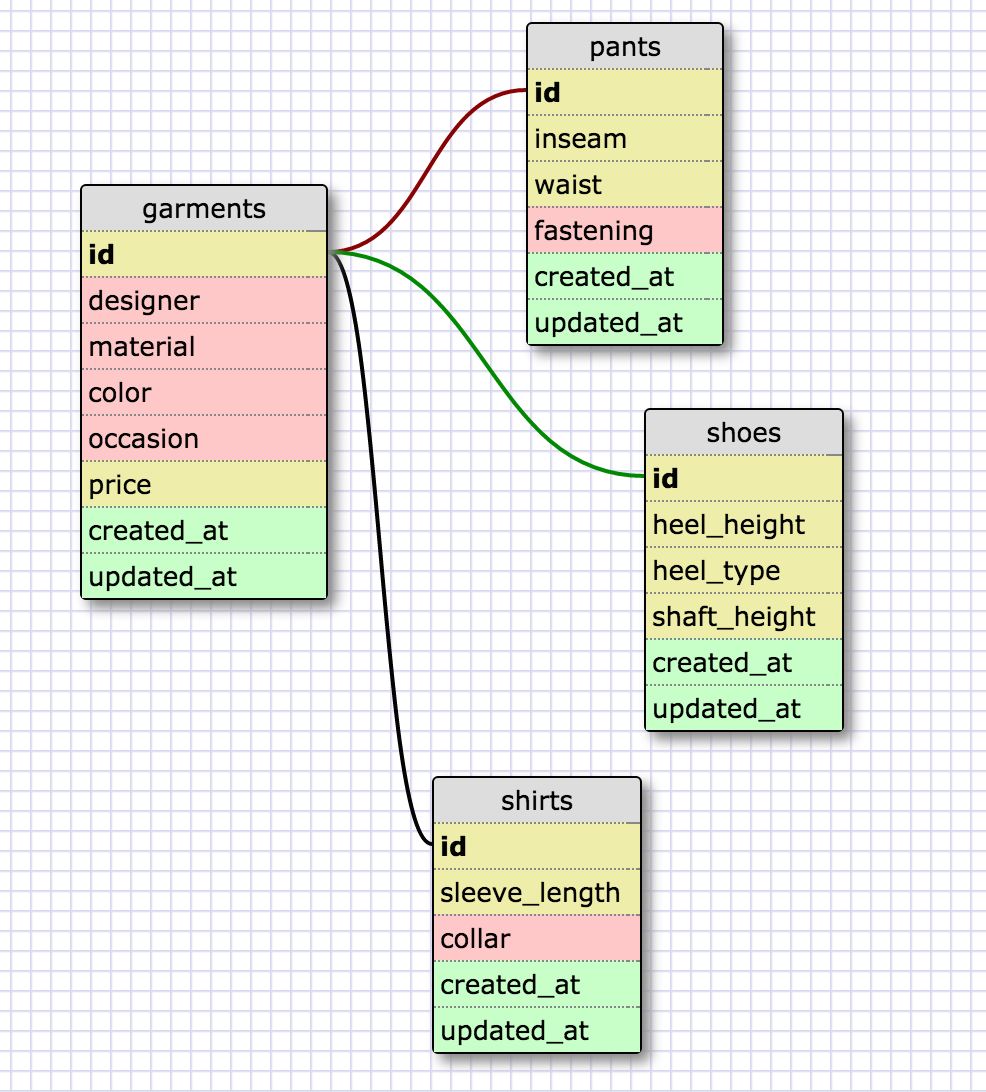 garments
id
designer
material
color
occasion
price
created_at
updated_at
pants
id
inseam
waist
fastening
created_at
updated_at
shoes
id
heel_height
heel_type
shaft_height
created_at
updated_at
shirts
id
sleeve_length
collar
created_at
updated_at